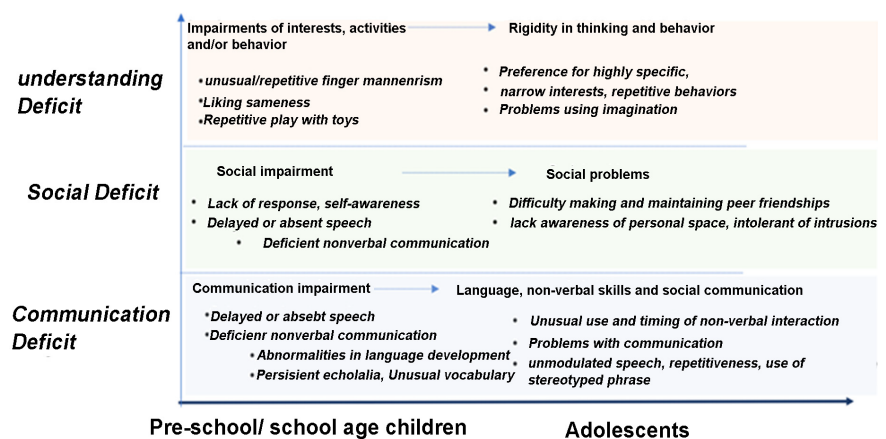 understanding
Deficit
Impairments of interests, activities
and/or behavior
•unusual/repetitive finger mannenrism
•Liking sameness
•Repetitive play with toys
Rigidity in thinking and behavior
• Preference for highly specific,
• narrow interests, repetitive behaviors
• Problems using imagination
Social Deficit
Social impairment
• Lack of response, self-awareness
• Delayed or absent speech
• Deficient nonverbal communication
Social problems
• Difficulty making and maintaining peer friendships
• lack awareness of personal space, intolerant of intrusions
Communication
Deficit
Communication impairment
•Delayed or absebt speech
•Deficienr nonverbal communication
•Abnormalities in language development
•Persisient echolalia, Unusual vocabulary
Language, non-verbal skills and social communication
• Unusual use and timing of non-verbal interaction
• Problems with communication
• unmodulated speech, repetitiveness, use of
stereotyped phrase
Pre-school/ school age children
Adolescents